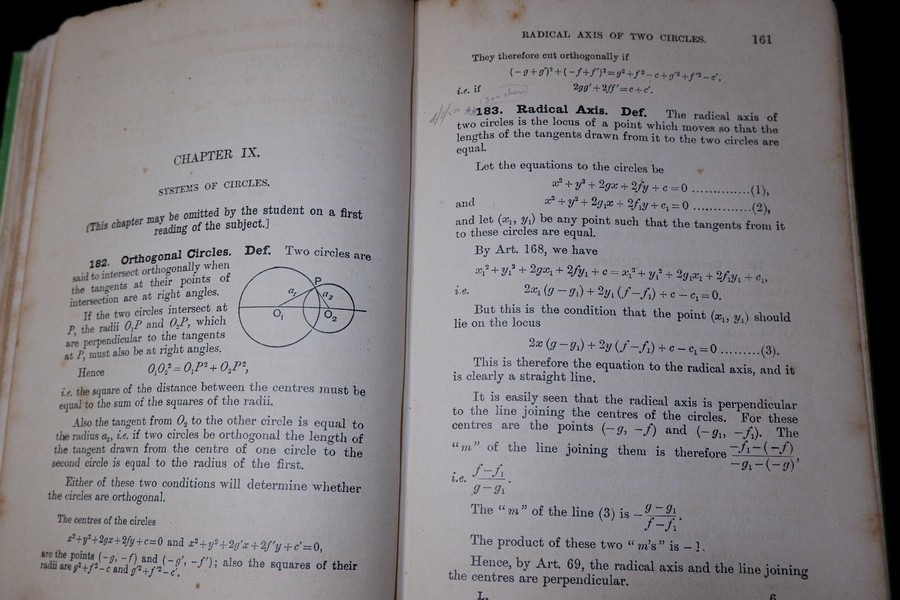 CHAPTER IX.
SYSTEMS OF CIRCLES.
[This chapter may be omitted by the student on a first
reading of the subject.]
182. Orthogonal Circles. Def. Two circles are
said to intersect orthogonally when
the tangents at their points of
intersection are at right angles.
If the two circles intersect at
P, the radii O₁P and O₂P, which
are perpendicular to the tangents
at P, must also be at right angles.
Hence O₁O₂² = O₁P² + O₂P²,
i.e. the square of the distance between the centres must be
equal to the sum of the squares of the radii.
Also the tangent from O₂ to the other circle is equal to
the radius a₂, i.e. if two circles be orthogonal the length of
the tangent drawn from the centre of one circle to the
second circle is equal to the radius of the first.
Either of these two conditions will determine whether
the circles are orthogonal.
The centres of the circles
x²+y²+2gx+2fy+c=0 and x²+y²+2g′x+2f′y+c′=0,
are the points (−g, −f) and (−g′, −f′); also the squares of their
radii are g²+f²−c and g′²+f′²−c′.
P
a₁
a₂
O₁
O₂
RADICAL AXIS OF TWO CIRCLES. 161
They therefore cut orthogonally if
(−g+g′)²+(−f+f′)²=g²+f²−c+g′²+f′²−c′,
i.e. if 2gg′+2ff′=c+c′.
183. Radical Axis. Def. The radical axis of
two circles is the locus of a point which moves so that the
lengths of the tangents drawn from it to the two circles are
equal.
Let the equations to the circles be
x² + y² + 2gx + 2fy + c = 0 ...............(1),
and x² + y² + 2g₁x + 2f₁y + c₁ = 0 ..............(2),
and let (x₁, y₁) be any point such that the tangents from it
to these circles are equal.
By Art. 168, we have
x₁² + y₁² + 2gx₁ + 2fy₁ + c = x₁² + y₁² + 2g₁x₁ + 2f₁y₁ + c₁,
i.e. 2x₁ (g − g₁) + 2y₁ (f − f₁) + c − c₁ = 0.
But this is the condition that the point (x₁, y₁) should
lie on the locus
2x (g − g₁) + 2y (f − f₁) + c − c₁ = 0 .........(3).
This is therefore the equation to the radical axis, and it
is clearly a straight line.
It is easily seen that the radical axis is perpendicular
to the line joining the centres of the circles. For these
centres are the points (−g, −f) and (−g₁, −f₁). The
"m" of the line joining them is therefore (−f₁−(−f))/(−g₁−(−g)),
i.e. (f−f₁)/(g−g₁).
The "m" of the line (3) is −(g−g₁)/(f−f₁).
The product of these two "m's" is − 1.
Hence, by Art. 69, the radical axis and the line joining
the centres are perpendicular.
L. 6